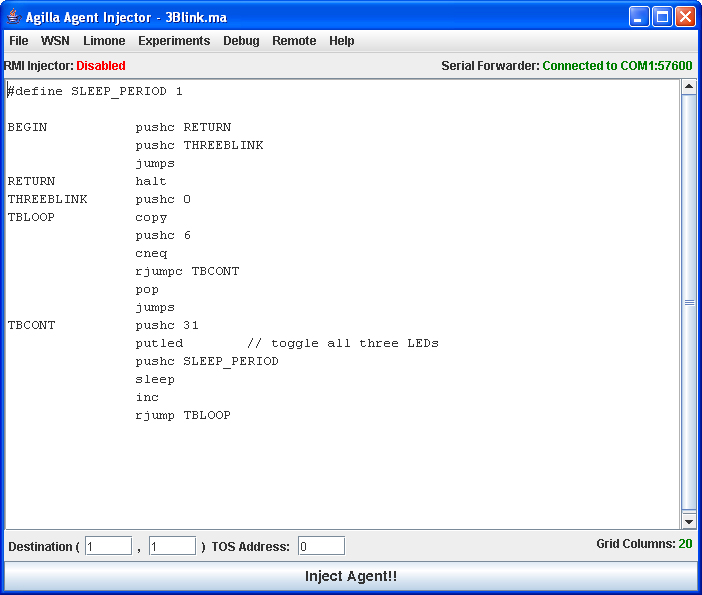 Agilla Agent Injector - 3Blink.ma
File WSN Limone Experiments Debug Remote Help
RMI Injector: Disabled Serial Forwarder: Connected to COM1:57600
#define SLEEP_PERIOD 1
BEGIN pushc RETURN
pushc THREEBLINK
jumps
RETURN halt
THREEBLINK pushc 0
TBLOOP copy
pushc 6
cneq
rjumpc TBCONT
pop
jumps
TBCONT pushc 31
putled // toggle all three LEDs
pushc SLEEP_PERIOD
sleep
inc
rjump TBLOOP
Destination ( 1 , 1 ) TOS Address: 0 Grid Columns: 20
Inject Agent!!